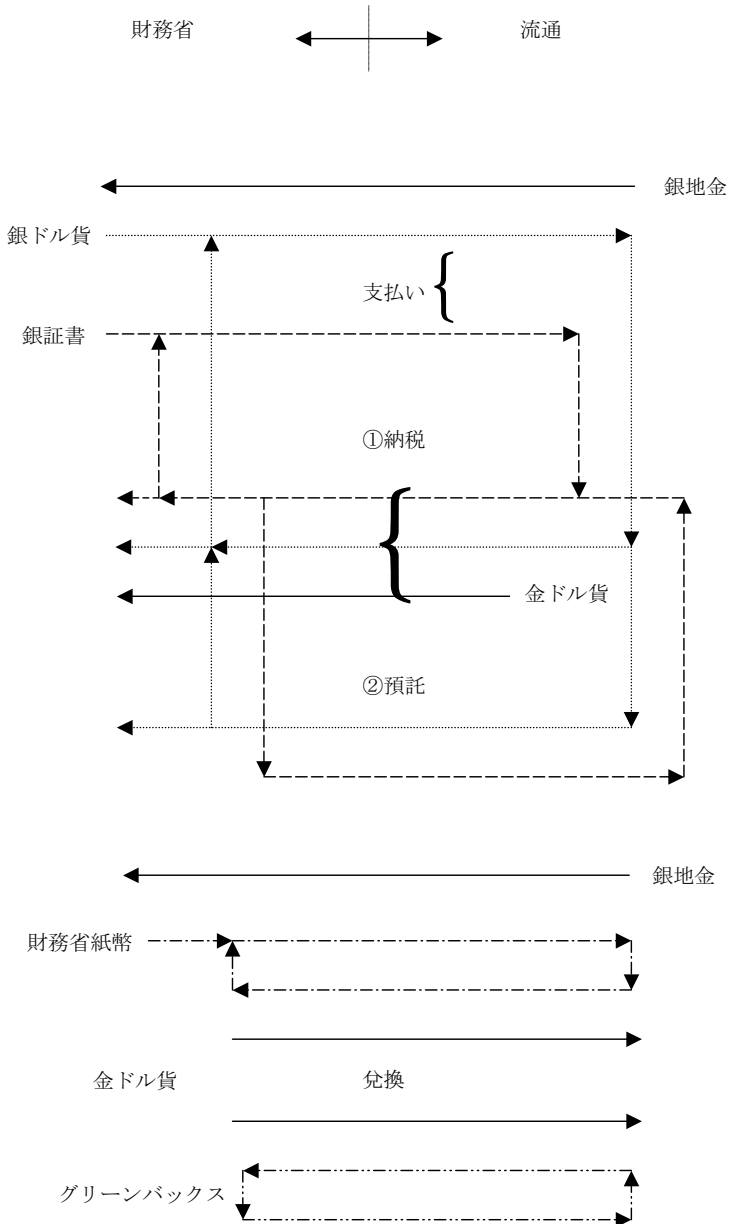 財務省 流通
銀地金
銀ドル貨
支払い {
銀証書
①納税
{
金ドル貨
②預託
銀地金
財務省紙幣
金ドル貨 兌換
グリーンバックス